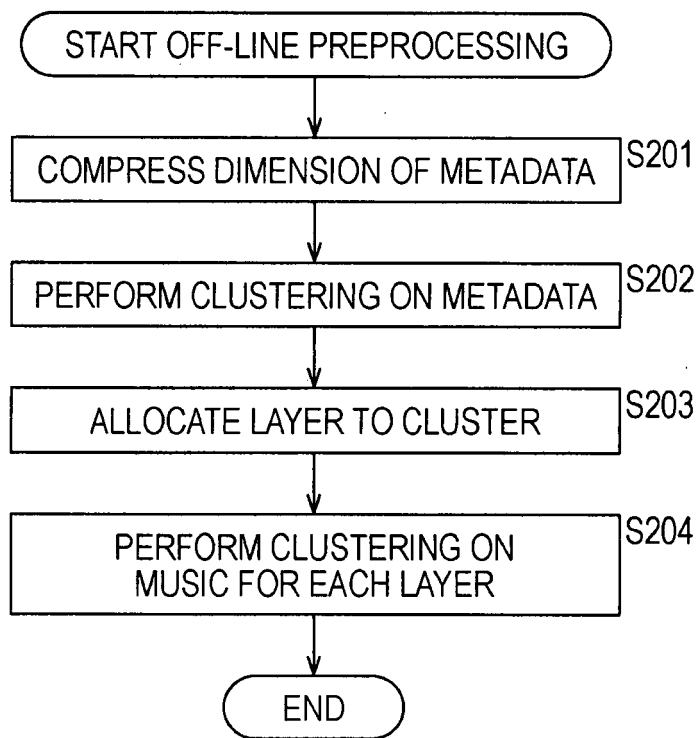 START OFF-LINE PREPROCESSING
COMPRESS DIMENSION OF METADATA
S201
PERFORM CLUSTERING ON METADATA
S202
ALLOCATE LAYER TO CLUSTER
S203
PERFORM CLUSTERING ON
MUSIC FOR EACH LAYER
S204
END